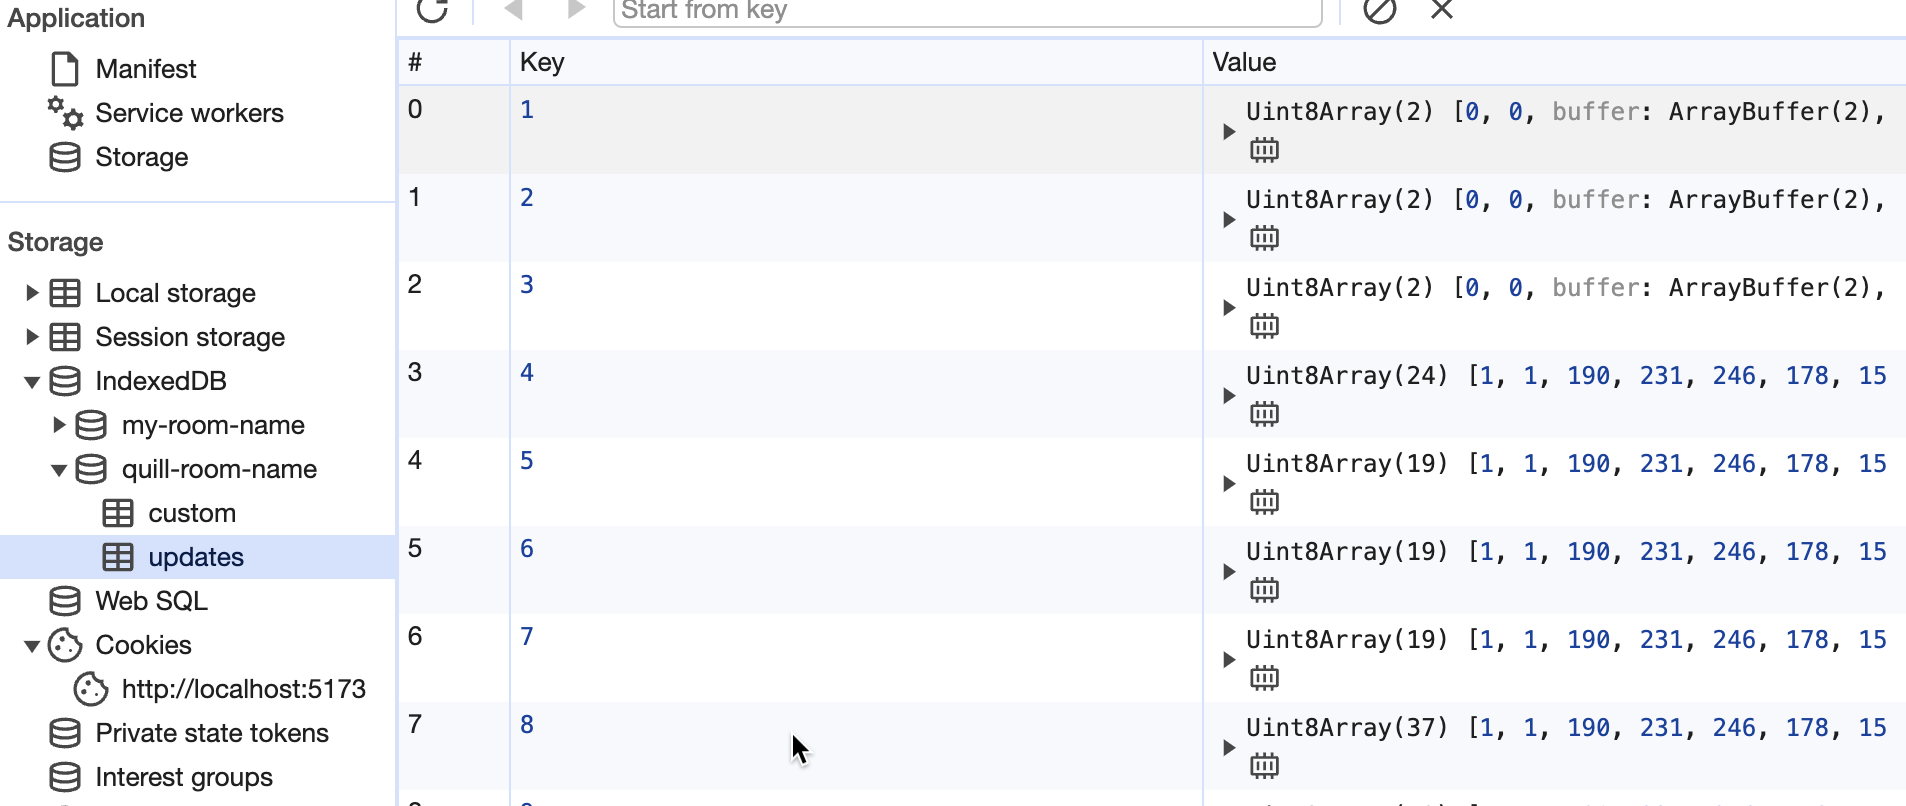 Application
Manifest
Service workers
Storage
Storage
Local storage
Session storage
IndexedDB
my-room-name
quill-room-name
custom
updates
Web SQL
Cookies
http://localhost:5173
Private state tokens
Interest groups
Start from key
# Key Value
0 1 Uint8Array(2) [0, 0, buffer: ArrayBuffer(2),
1 2 Uint8Array(2) [0, 0, buffer: ArrayBuffer(2),
2 3 Uint8Array(2) [0, 0, buffer: ArrayBuffer(2),
3 4 Uint8Array(24) [1, 1, 190, 231, 246, 178, 15
4 5 Uint8Array(19) [1, 1, 190, 231, 246, 178, 15
5 6 Uint8Array(19) [1, 1, 190, 231, 246, 178, 15
6 7 Uint8Array(19) [1, 1, 190, 231, 246, 178, 15
7 8 Uint8Array(37) [1, 1, 190, 231, 246, 178, 15